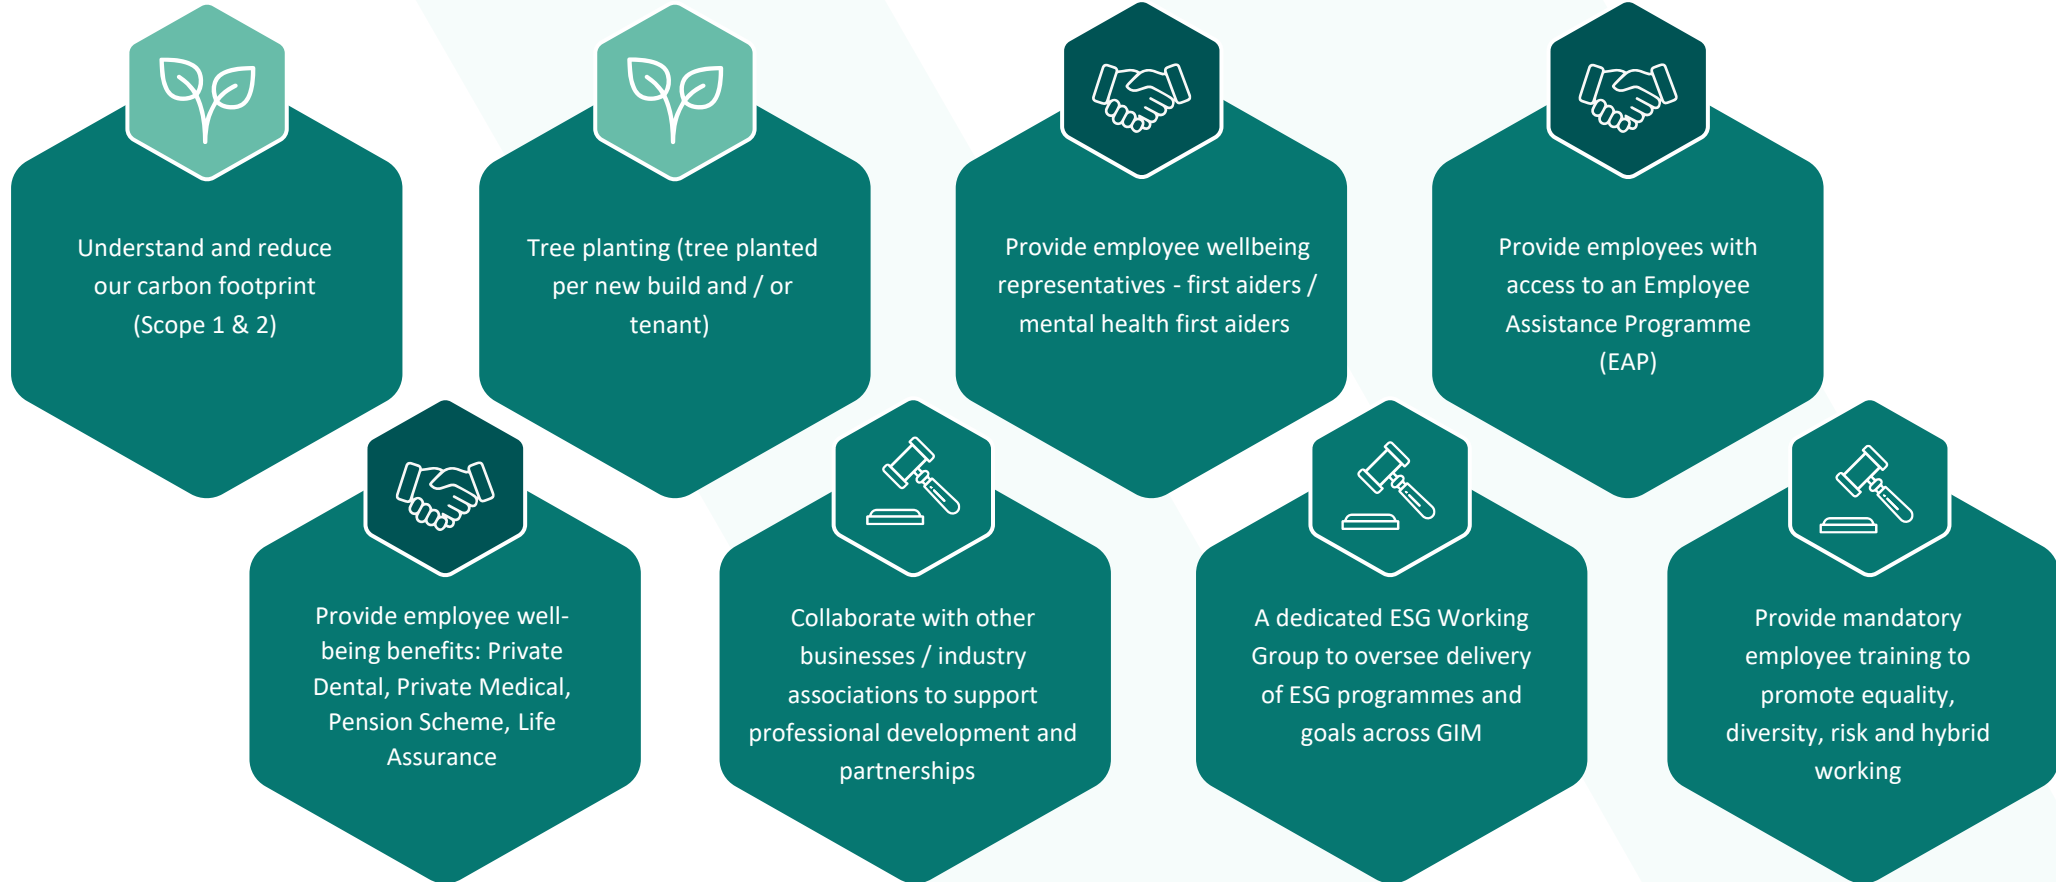 Understand and reduce
our carbon footprint
(Scope 1 & 2)
Tree planting (tree planted
per new build and / or
tenant)
Provide employee wellbeing
representatives - first aiders /
mental health first aiders
Provide employees with
access to an Employee
Assistance Programme
(EAP)
Provide employee well-
being benefits: Private
Dental, Private Medical,
Pension Scheme, Life
Assurance
Collaborate with other
businesses / industry
associations to support
professional development and
partnerships
A dedicated ESG Working
Group to oversee delivery
of ESG programmes and
goals across GIM
Provide mandatory
employee training to
promote equality,
diversity, risk and hybrid
working